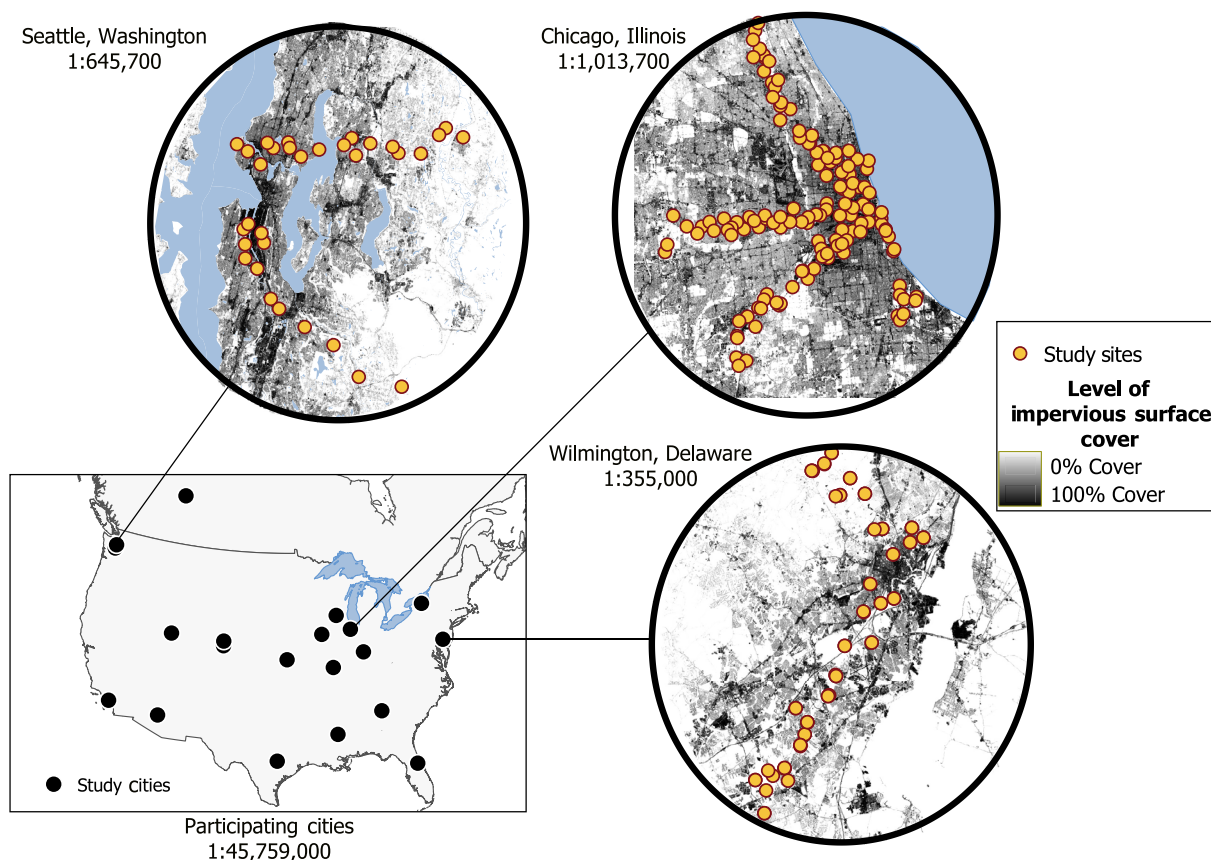 Seattle, Washington
1:645,700
Chicago, Illinois
1:1,013,700
Study sites
Level of
impervious surface
cover
0% Cover
100% Cover
Wilmington, Delaware
1:355,000
Study cities
Participating cities
1:45,759,000